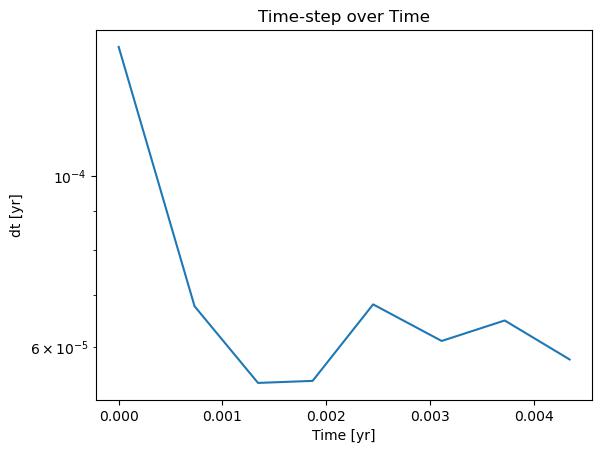 Time-step over Time
dt [yr]
10⁻⁴
6 × 10⁻⁵
0.000 0.001 0.002 0.003 0.004
Time [yr]